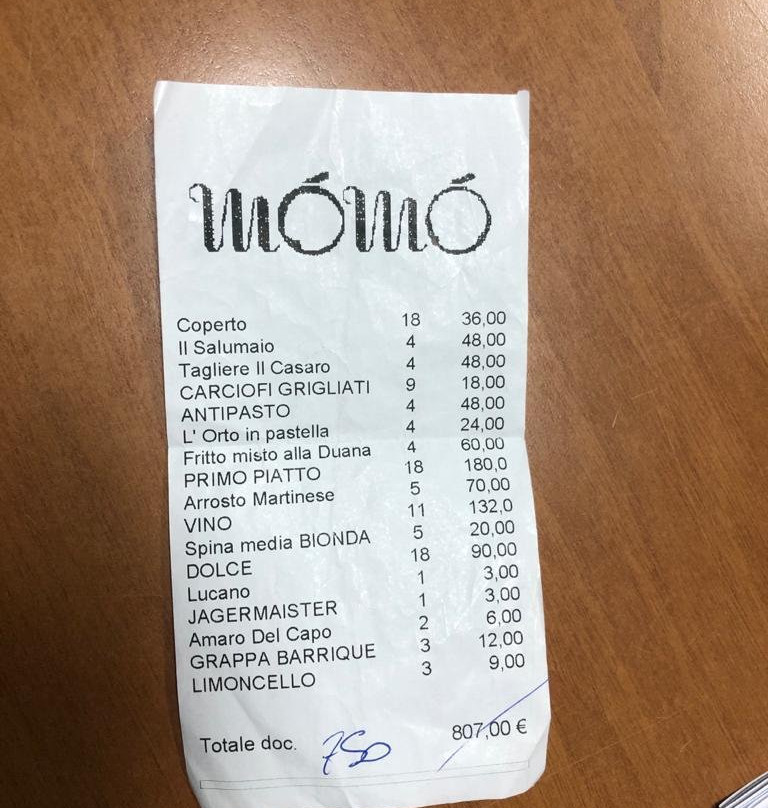 mómó
Coperto 18 36,00
Il Salumaio 4 48,00
Tagliere Il Casaro 4 48,00
CARCIOFI GRIGLIATI 9 18,00
ANTIPASTO 4 48,00
L' Orto in pastella 4 24,00
Fritto misto alla Duana 4 60,00
PRIMO PIATTO 18 180,0
Arrosto Martinese 5 70,00
VINO 11 132,0
Spina media BIONDA 5 20,00
DOLCE 18 90,00
Lucano 1 3,00
JAGERMAISTER 1 3,00
Amaro Del Capo 2 6,00
GRAPPA BARRIQUE 3 12,00
LIMONCELLO 3 9,00
Totale doc. 750 807,00 €